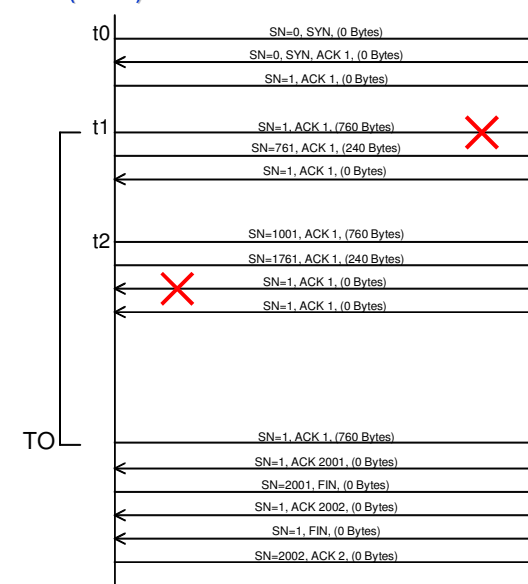 t0
SN=0, SYN, (0 Bytes)
SN=0, SYN, ACK 1, (0 Bytes)
SN=1, ACK 1, (0 Bytes)
t1
SN=1, ACK 1, (760 Bytes)
SN=761, ACK 1, (240 Bytes)
SN=1, ACK 1, (0 Bytes)
t2
SN=1001, ACK 1, (760 Bytes)
SN=1761, ACK 1, (240 Bytes)
SN=1, ACK 1, (0 Bytes)
SN=1, ACK 1, (0 Bytes)
TO
SN=1, ACK 1, (760 Bytes)
SN=1, ACK 2001, (0 Bytes)
SN=2001, FIN, (0 Bytes)
SN=1, ACK 2002, (0 Bytes)
SN=1, FIN, (0 Bytes)
SN=2002, ACK 2, (0 Bytes)